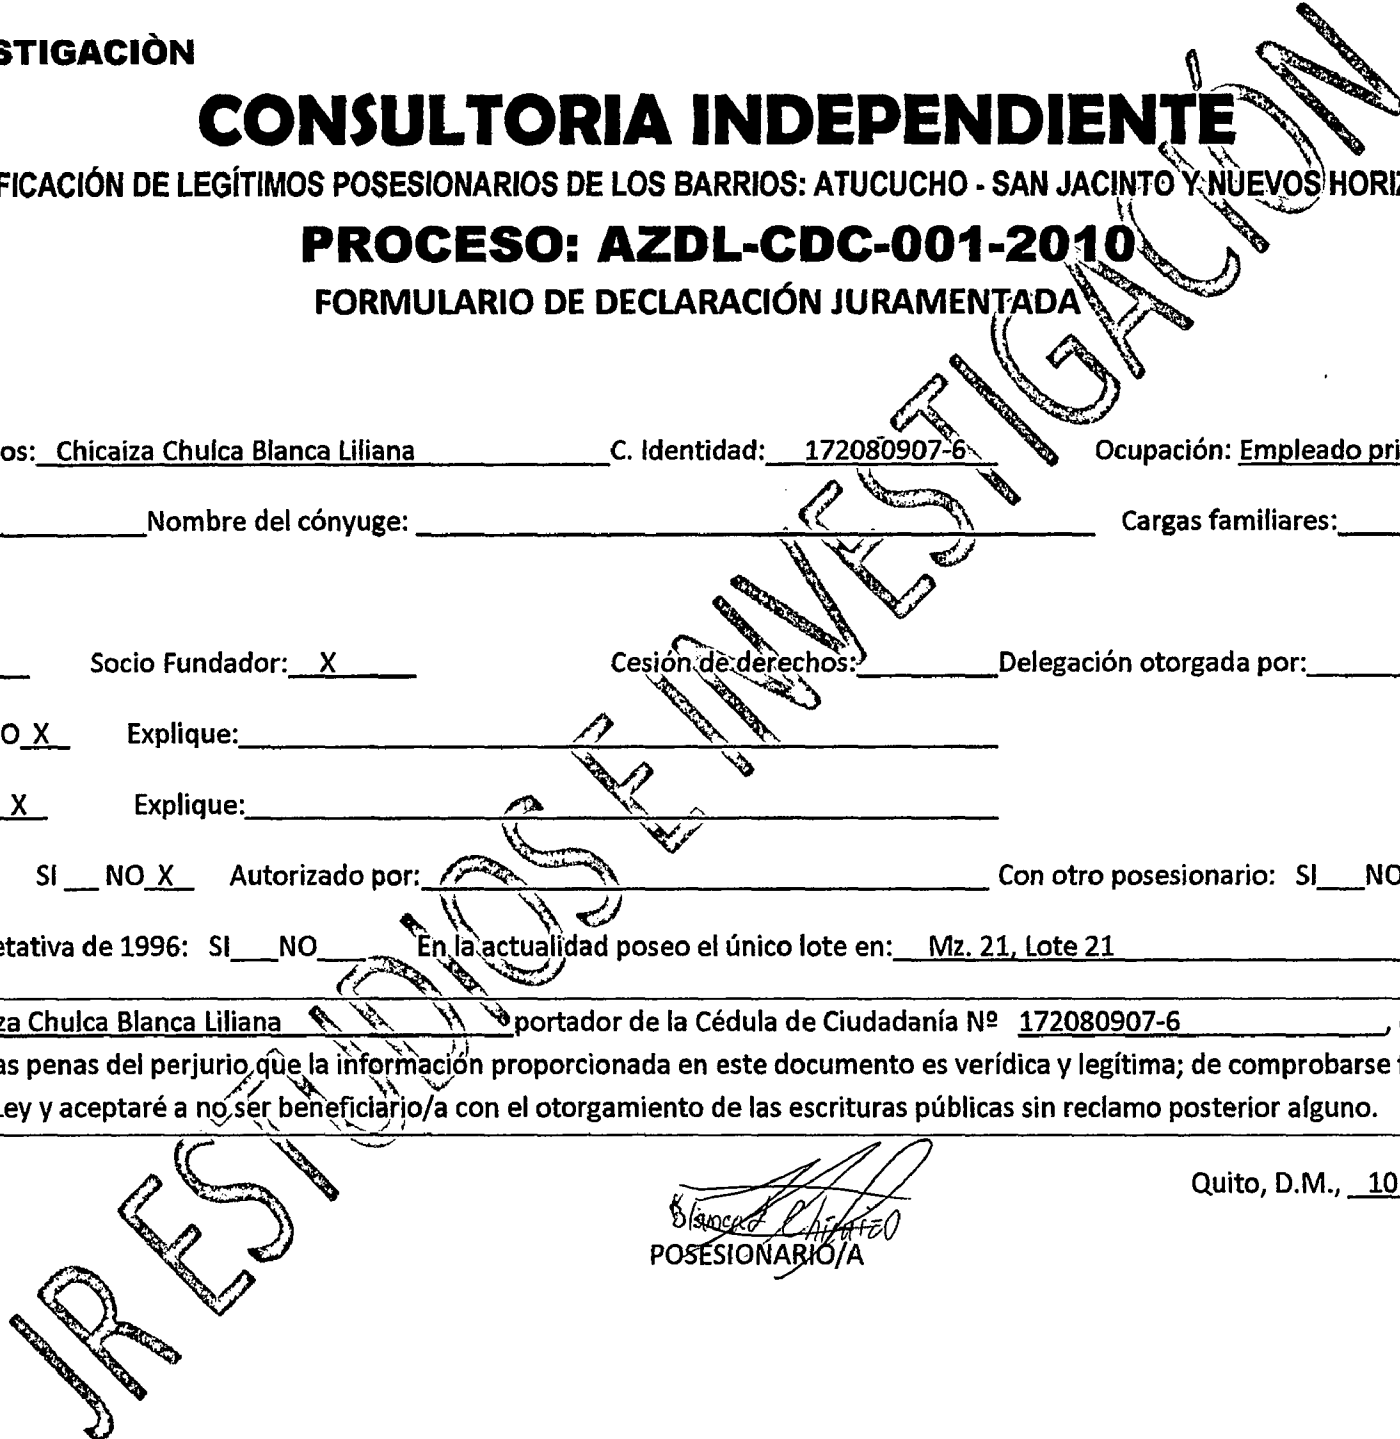 STIGACIÒN
CONSULTORIA INDEPENDIENTE
FICACIÓN DE LEGÍTIMOS POSESIONARIOS DE LOS BARRIOS: ATUCUCHO - SAN JACINTO Y NUEVOS HORIZ
PROCESO: AZDL-CDC-001-2010
FORMULARIO DE DECLARACIÓN JURAMENTADA
os: Chicaiza Chulca Blanca Liliana C. Identidad: 172080907-6 Ocupación: Empleado pri
Nombre del cónyuge: Cargas familiares:
Socio Fundador: X Cesión de derechos: Delegación otorgada por:
O X Explique:
X Explique:
SI NO X Autorizado por: Con otro posesionario: SI NO
etativa de 1996: SI NO En la actualidad poseo el único lote en: Mz. 21, Lote 21
za Chulca Blanca Liliana portador de la Cédula de Ciudadanía Nº 172080907-6 ,
as penas del perjurio que la información proporcionada en este documento es verídica y legítima; de comprobarse
Ley y aceptaré a no ser beneficiario/a con el otorgamiento de las escrituras públicas sin reclamo posterior alguno.
Quito, D.M., 10
Blanca Chicaiza
POSESIONARIO/A
JR ESTUDIOS E INVESTIGACIÓN